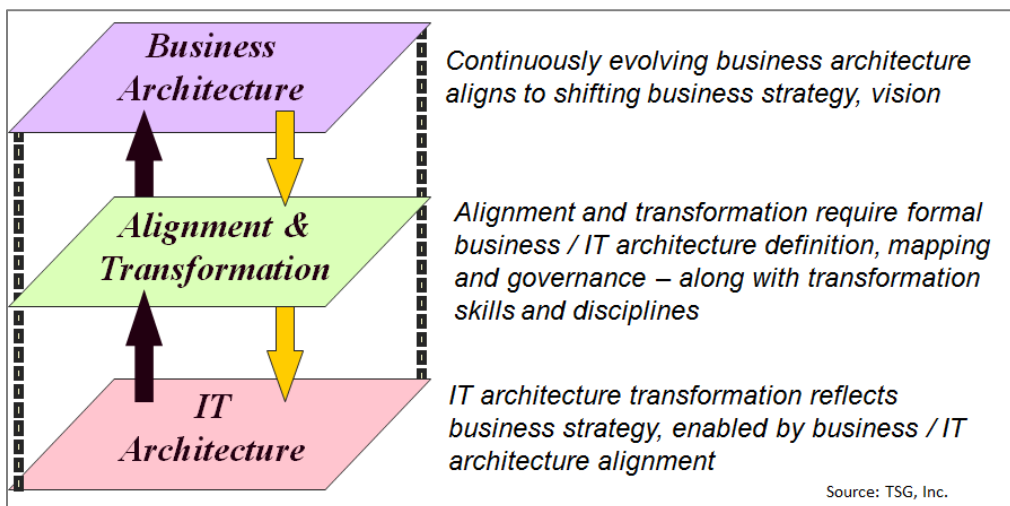 Business
Architecture
Continuously evolving business architecture
aligns to shifting business strategy, vision
Alignment &
Transformation
Alignment and transformation require formal
business / IT architecture definition, mapping
and governance – along with transformation
skills and disciplines
IT
Architecture
IT architecture transformation reflects
business strategy, enabled by business / IT
architecture alignment
Source: TSG, Inc.